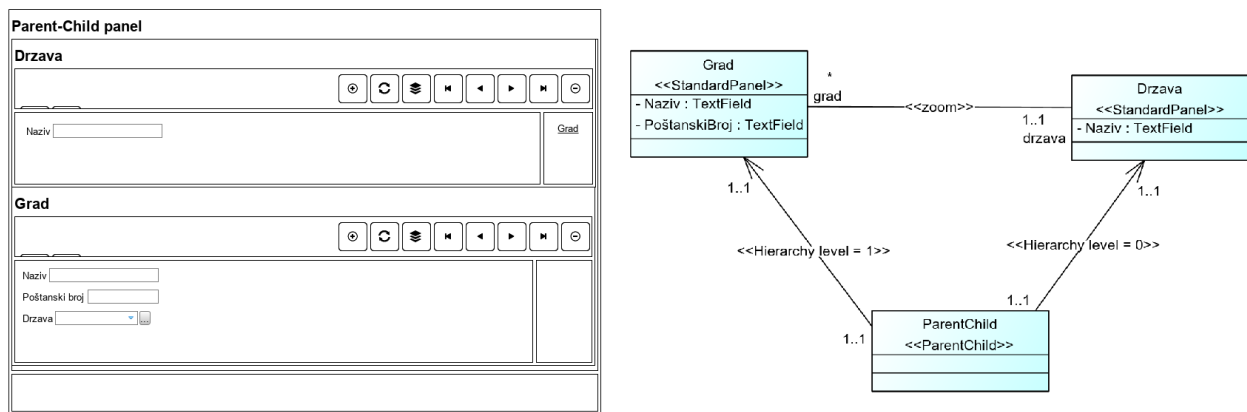 Parent-Child panel
Drzava
Naziv
Grad
Grad
Naziv
Poštanski broj
Drzava
...
Grad
<<StandardPanel>>
- Naziv : TextField
- PoštanskiBroj : TextField
*
grad
<<zoom>>
1..1
drzava
Drzava
<<StandardPanel>>
- Naziv : TextField
1..1
1..1
<<Hierarchy level = 1>>
<<Hierarchy level = 0>>
1..1
1..1
ParentChild
<<ParentChild>>